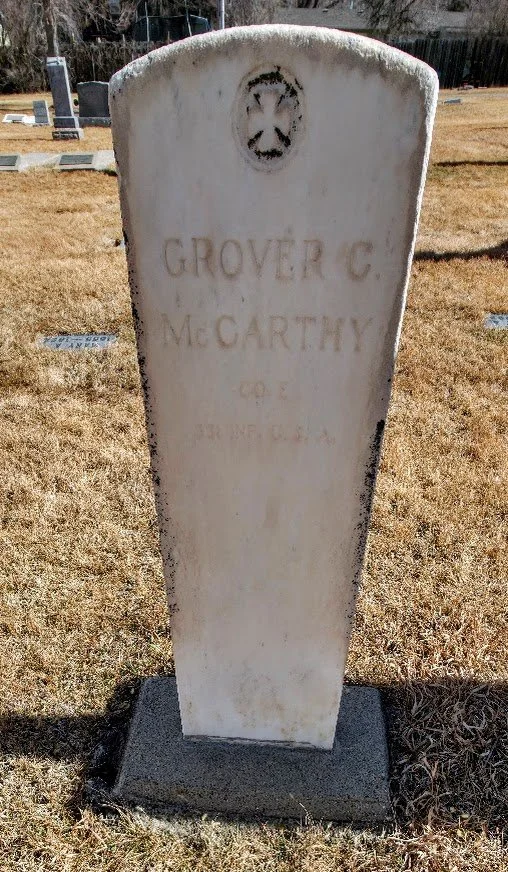 GROVER C.
McCARTHY
CO. E
INF. U. S. A.